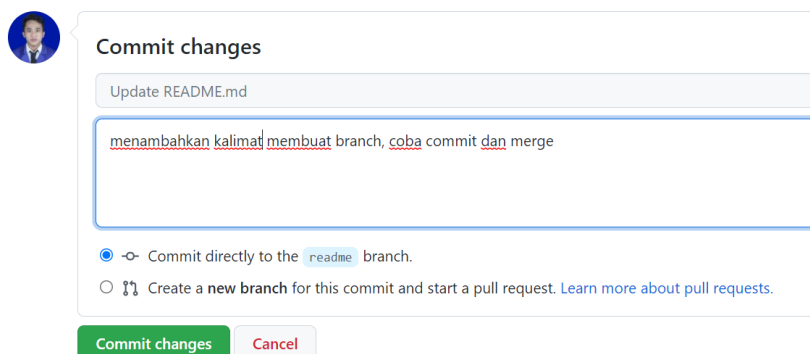 Commit changes
Update README.md
menambahkan kalimat membuat branch, coba commit dan merge
Commit directly to the readme branch.
Create a new branch for this commit and start a pull request. Learn more about pull requests.
Commit changes Cancel